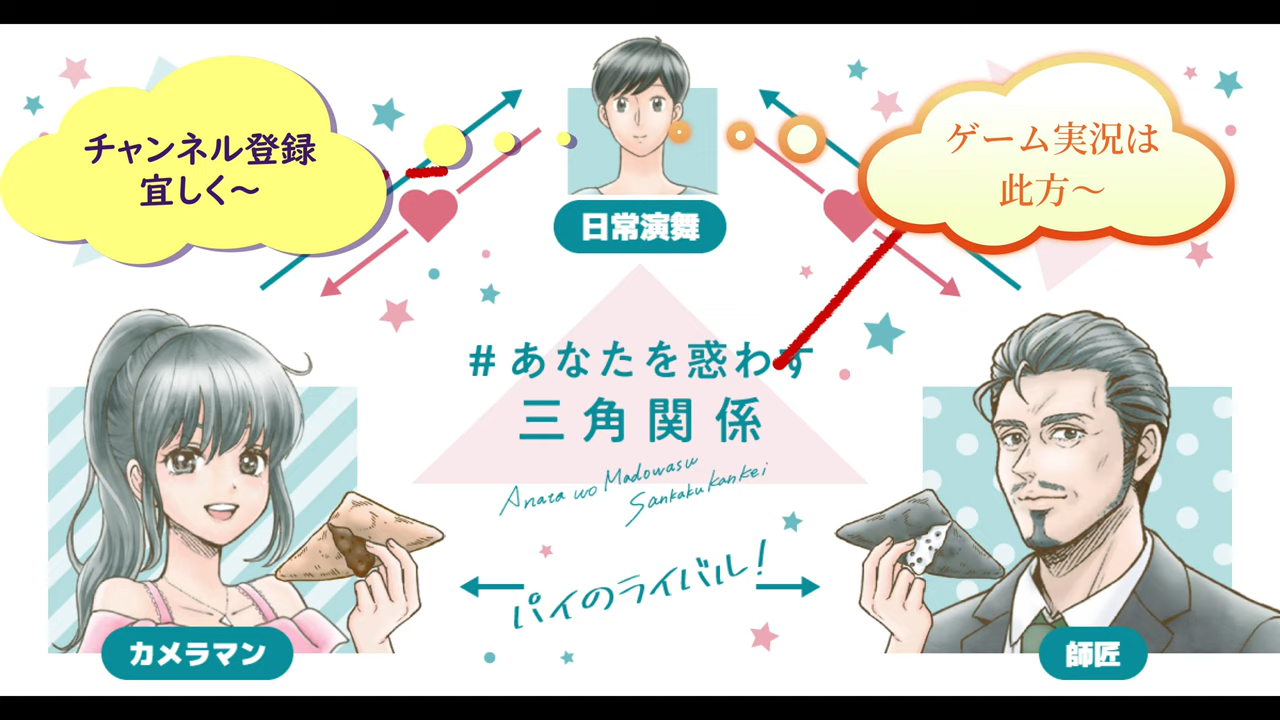 チャンネル登録
宜しく～
ゲーム実況は
此方～
日常演舞
#あなたを惑わす
三角関係
Anata wo Madowasu
Sankaku kankei
パイのライバル!
カメラマン
師匠